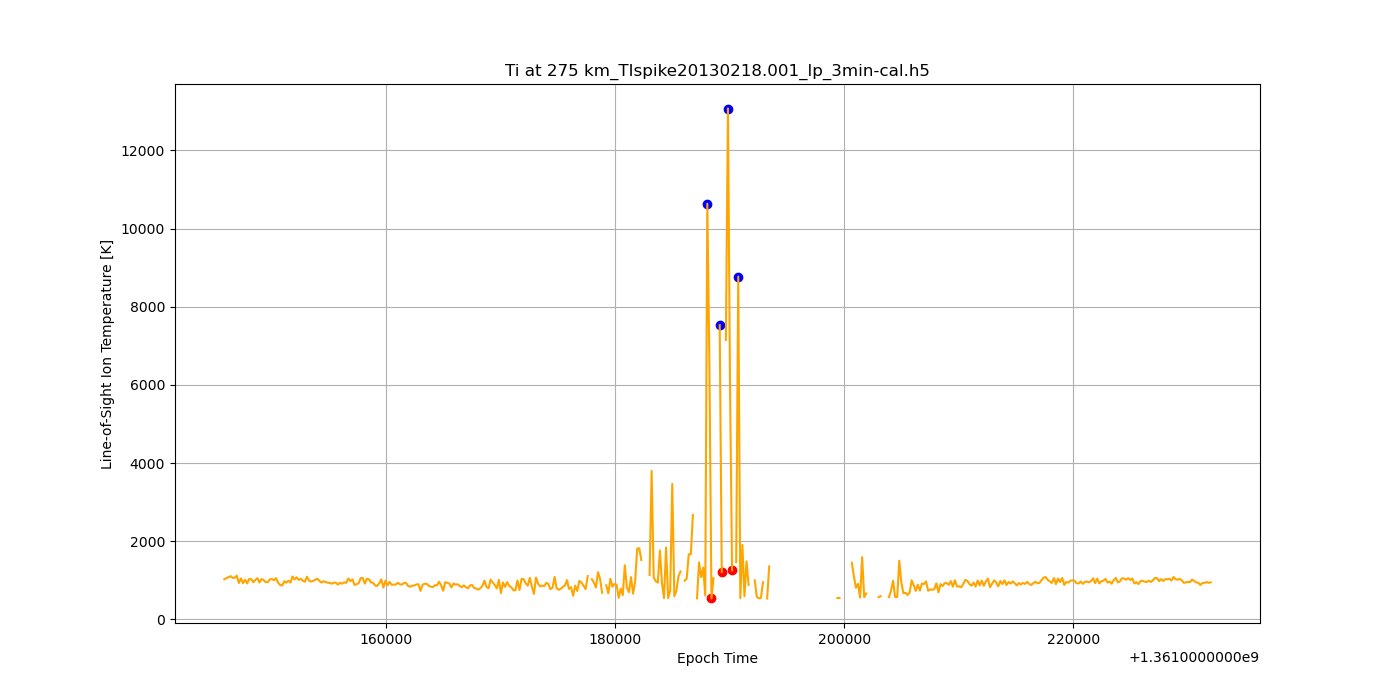 Ti at 275 km_TIspike20130218.001_lp_3min-cal.h5
Line-of-Sight Ion Temperature [K]
12000
10000
8000
6000
4000
2000
0
160000
180000
200000
220000
Epoch Time
+1.3610000000e9